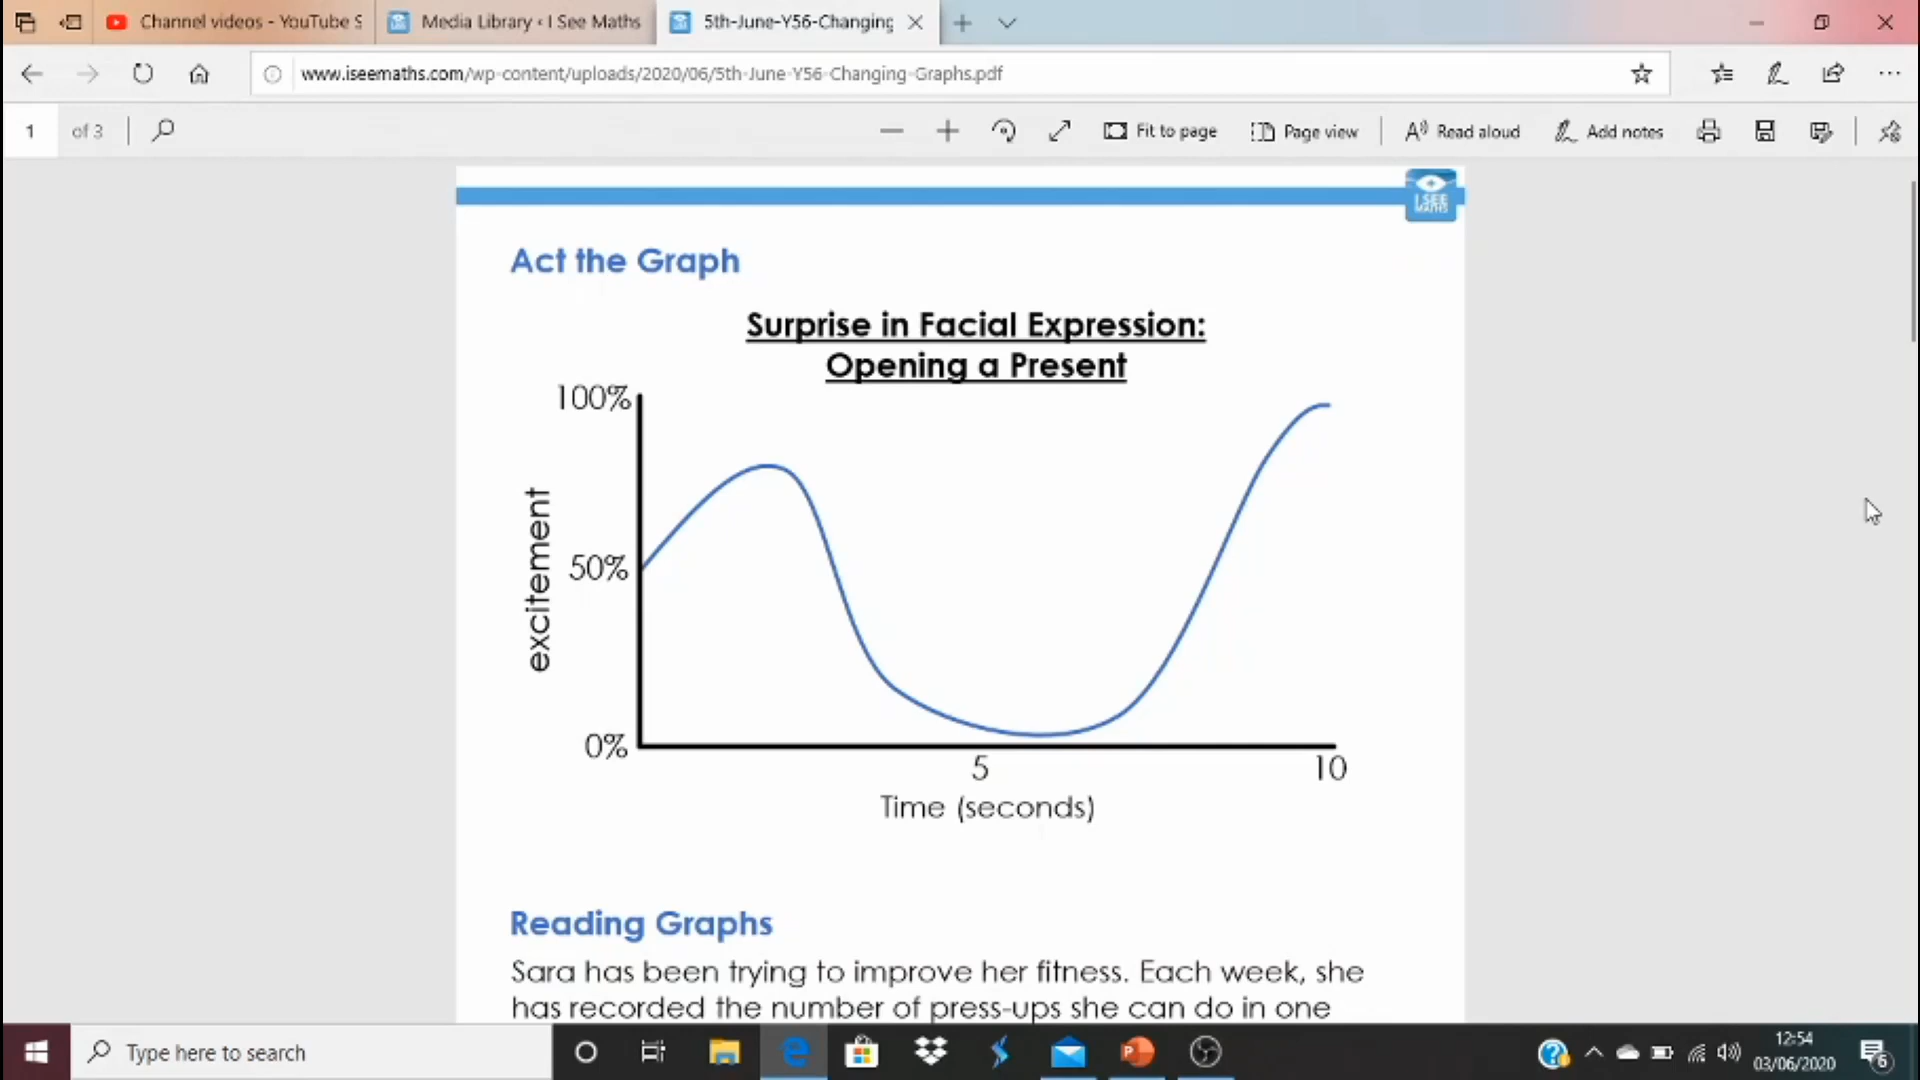 Channel videos - YouTube S
Media Library ‹ I See Maths
5th-June-Y56-Changing
www.iseemaths.com/wp-content/uploads/2020/06/5th-June-Y56-Changing-Graphs.pdf
1 of 3
Fit to page
Page view
Read aloud
Add notes
I SEE
MATHS
Act the Graph
Surprise in Facial Expression:
Opening a Present
100%
50%
0%
excitement
5
10
Time (seconds)
Reading Graphs
Sara has been trying to improve her fitness. Each week, she
has recorded the number of press-ups she can do in one
Type here to search
12:54
03/06/2020
6